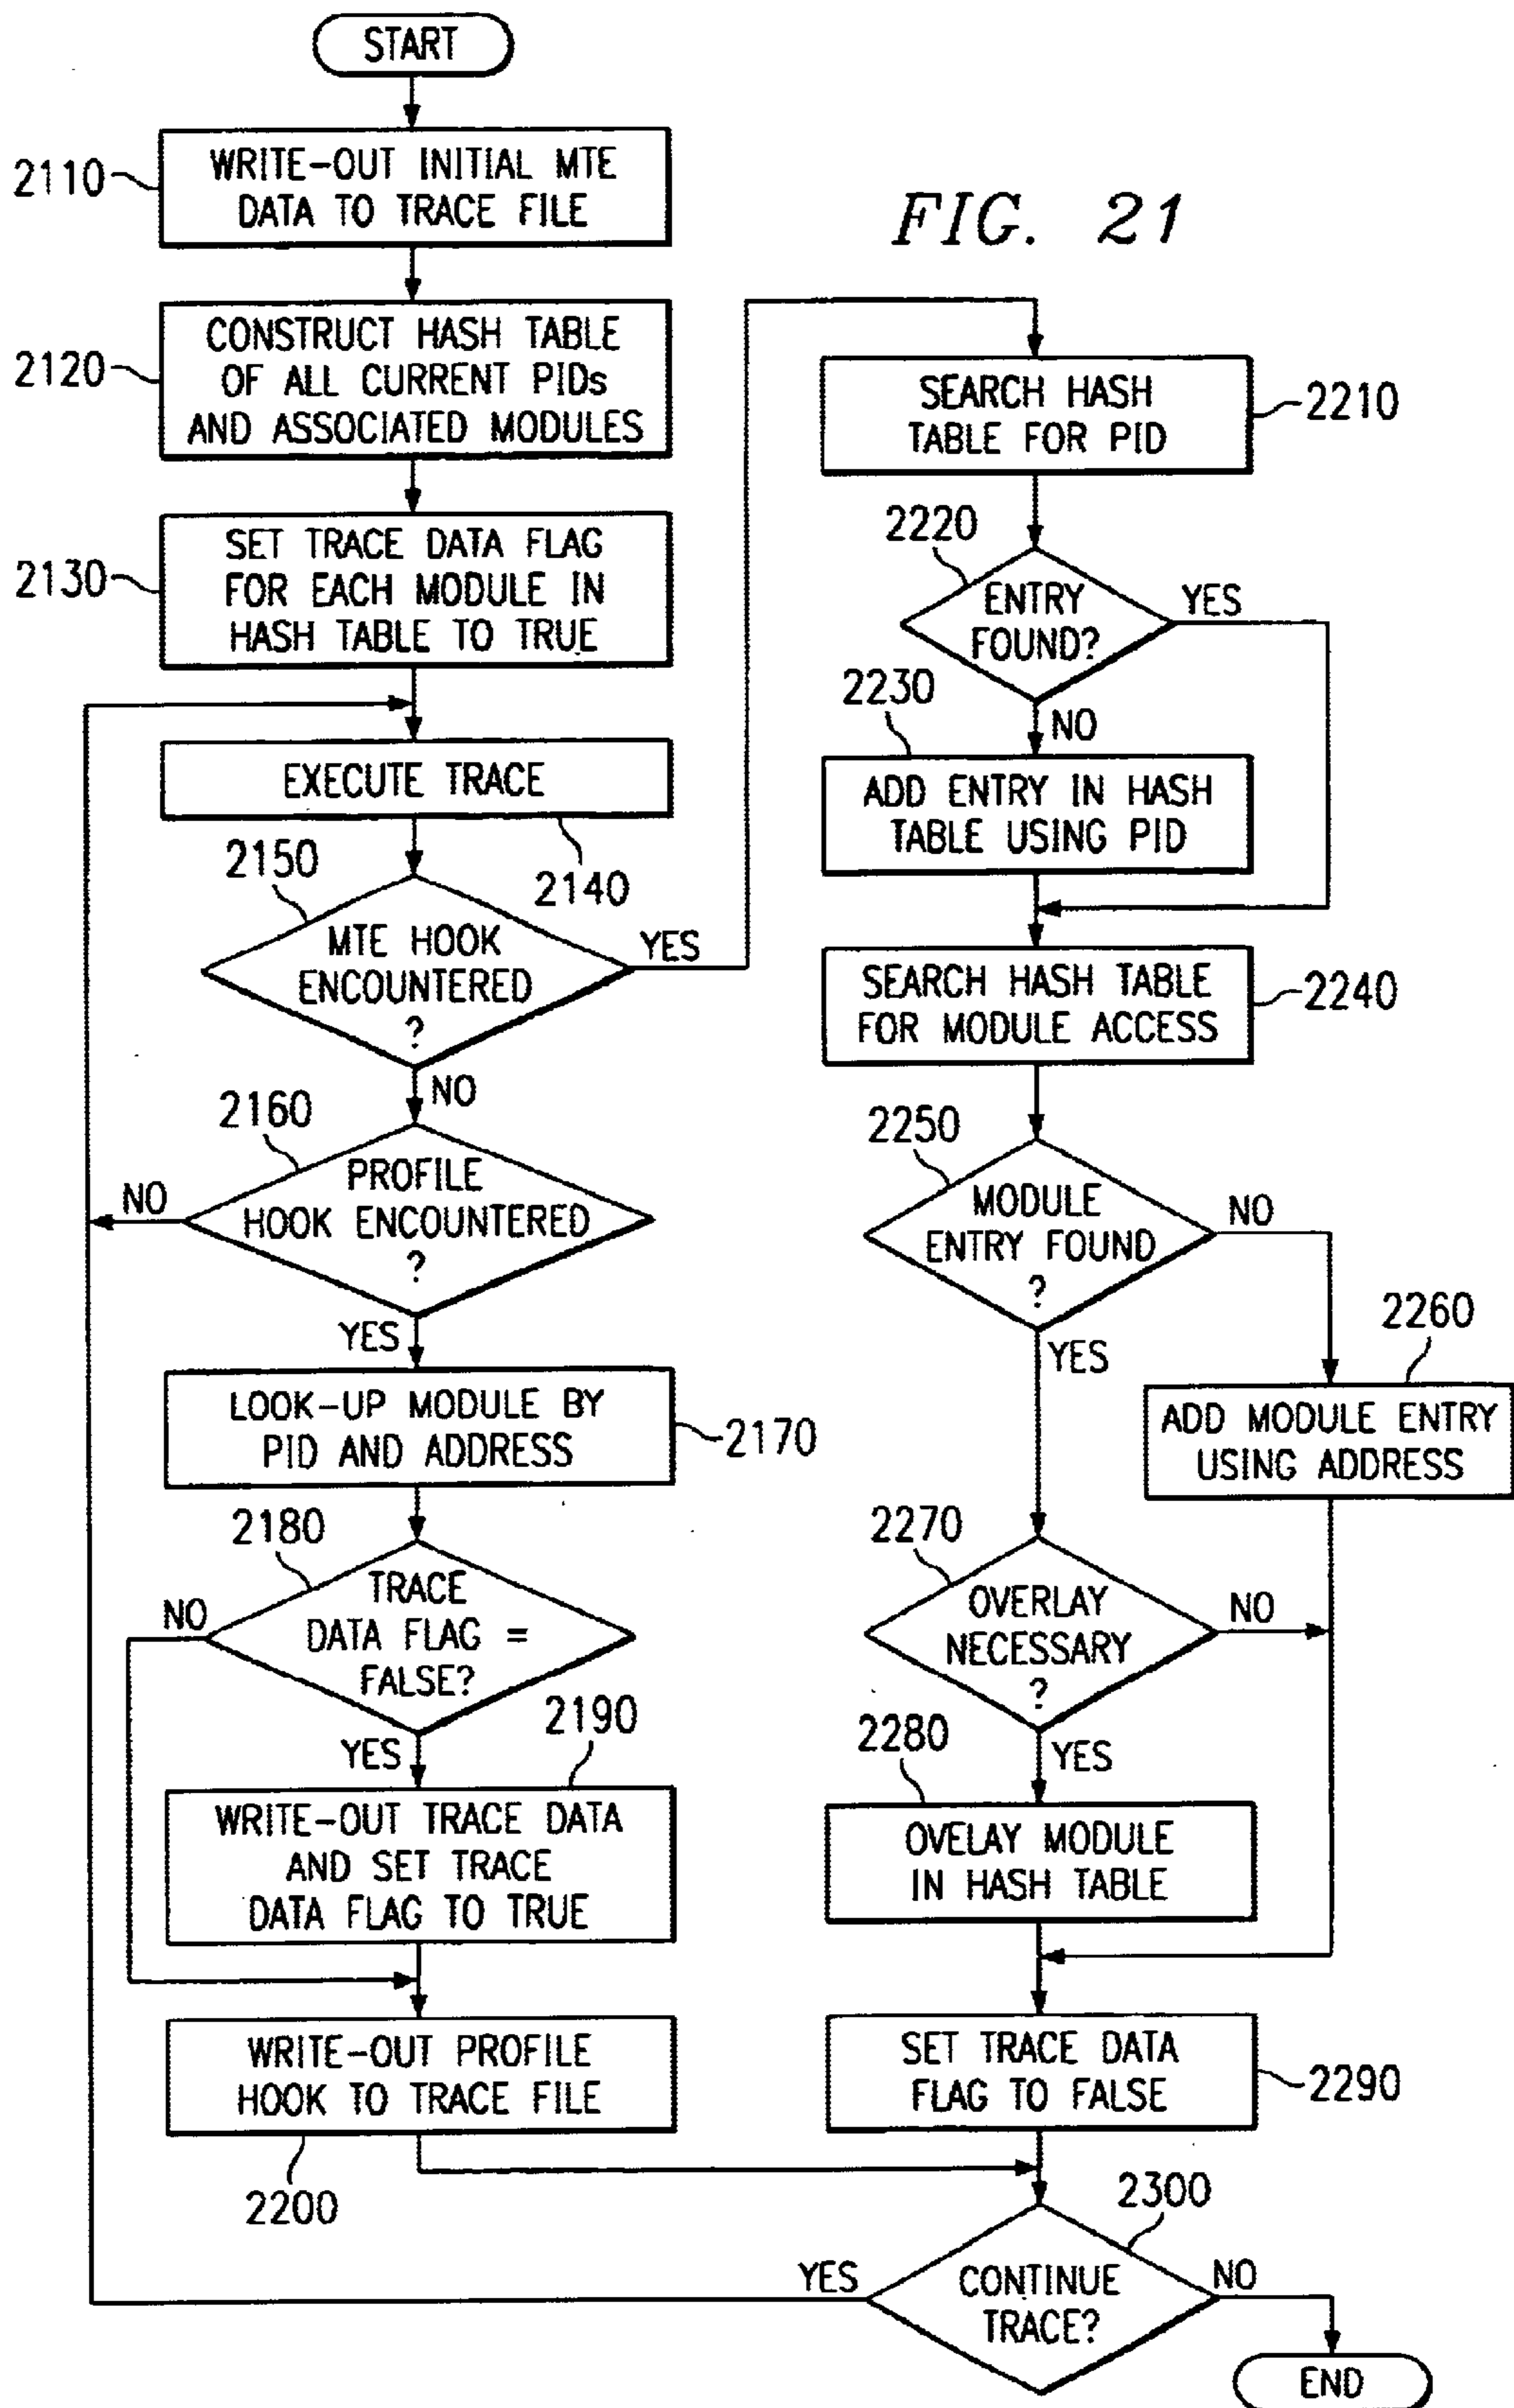 START
2110
WRITE-OUT INITIAL MTE
DATA TO TRACE FILE
FIG. 21
2120
CONSTRUCT HASH TABLE
OF ALL CURRENT PIDs
AND ASSOCIATED MODULES
2130
SET TRACE DATA FLAG
FOR EACH MODULE IN
HASH TABLE TO TRUE
EXECUTE TRACE
2140
2150
MTE HOOK
ENCOUNTERED
?
YES
NO
2160
PROFILE
HOOK ENCOUNTERED
?
NO
YES
LOOK-UP MODULE BY
PID AND ADDRESS
2170
2180
TRACE
DATA FLAG =
FALSE?
NO
YES
2190
WRITE-OUT TRACE DATA
AND SET TRACE
DATA FLAG TO TRUE
WRITE-OUT PROFILE
HOOK TO TRACE FILE
2200
SEARCH HASH
TABLE FOR PID
2210
2220
ENTRY
FOUND?
YES
NO
2230
ADD ENTRY IN HASH
TABLE USING PID
SEARCH HASH TABLE
FOR MODULE ACCESS
2240
2250
MODULE
ENTRY FOUND
?
NO
YES
2260
ADD MODULE ENTRY
USING ADDRESS
2270
OVERLAY
NECESSARY
?
NO
YES
2280
OVELAY MODULE
IN HASH TABLE
SET TRACE DATA
FLAG TO FALSE
2290
2300
CONTINUE
TRACE?
YES
NO
END